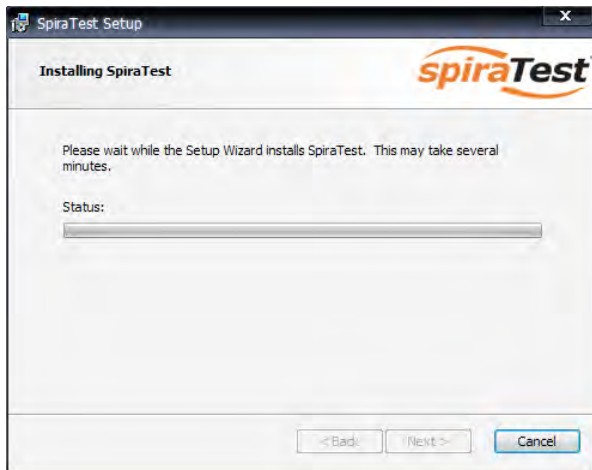 SpiraTest Setup
X
Installing SpiraTest
spiraTest
Please wait while the Setup Wizard installs SpiraTest. This may take several
minutes.
Status:
< Back
Next >
Cancel